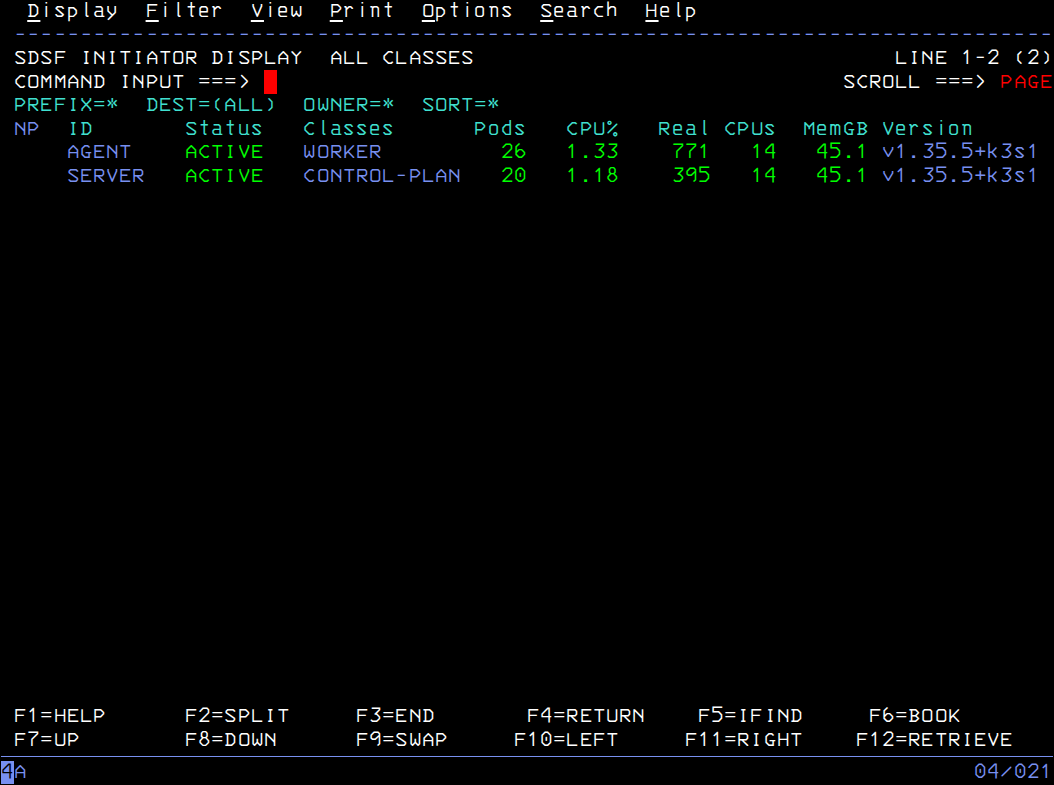 Display Filter View Print Options Search Help
--------------------------------------------------------------------------------
SDSF INITIATOR DISPLAY ALL CLASSES LINE 1-2 (2)
COMMAND INPUT ===> SCROLL ===> PAGE
PREFIX=* DEST=(ALL) OWNER=* SORT=*
NP ID Status Classes Pods CPU% Real CPUs MemGB Version
AGENT ACTIVE WORKER 26 1.33 771 14 45.1 v1.35.5+k3s1
SERVER ACTIVE CONTROL-PLAN 20 1.18 395 14 45.1 v1.35.5+k3s1
F1=HELP F2=SPLIT F3=END F4=RETURN F5=IFIND F6=BOOK
F7=UP F8=DOWN F9=SWAP F10=LEFT F11=RIGHT F12=RETRIEVE
4A 04/021